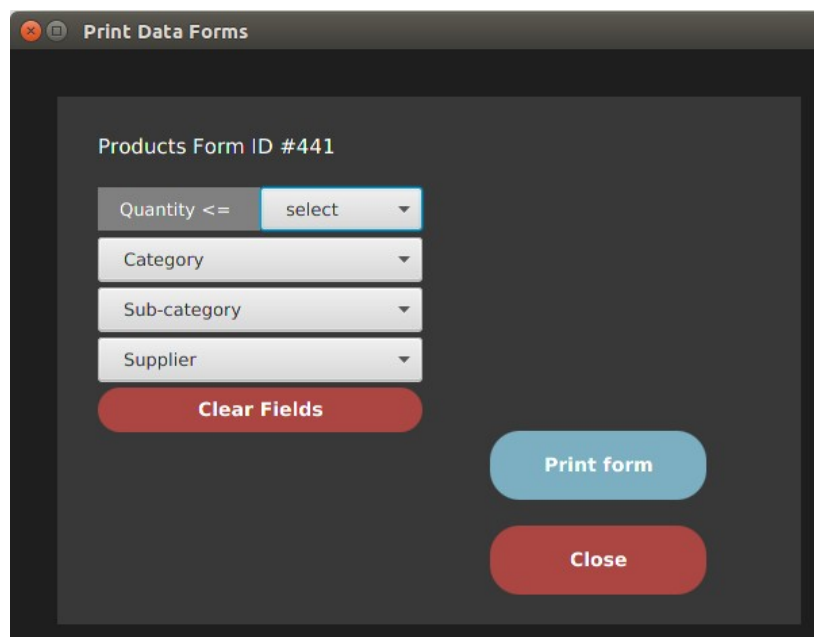 Print Data Forms
Products Form ID #441
Quantity <= select
Category
Sub-category
Supplier
Clear Fields
Print form
Close